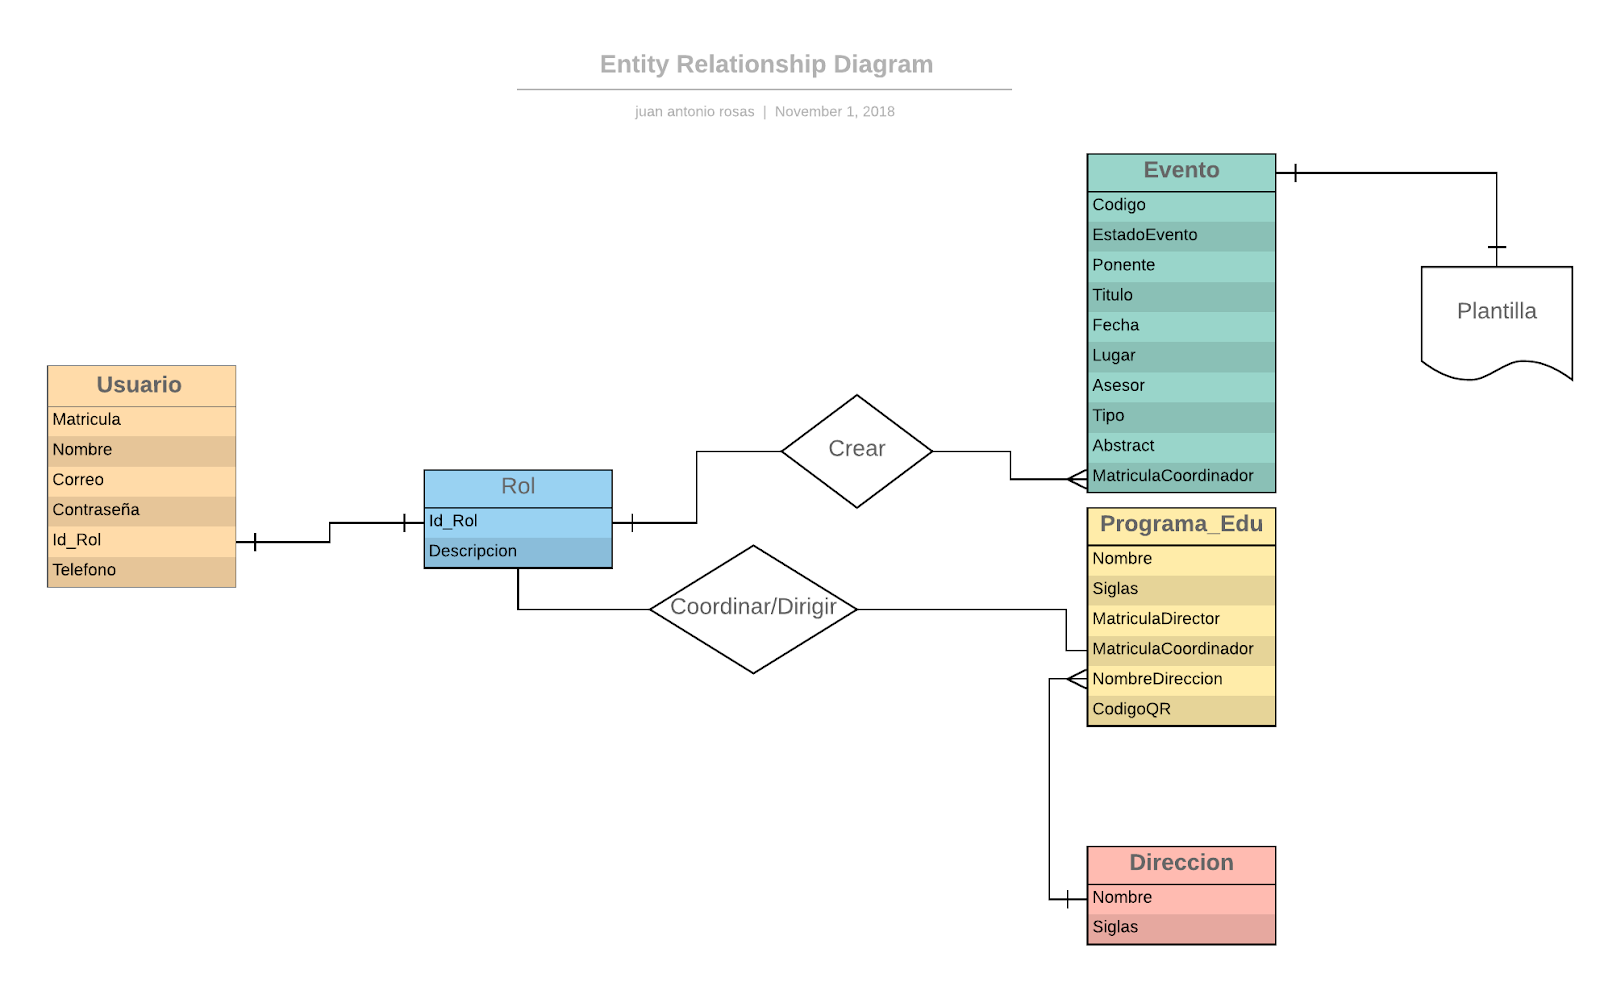 Entity Relationship Diagram
juan antonio rosas | November 1, 2018
Evento
Codigo
EstadoEvento
Ponente
Titulo
Fecha
Lugar
Asesor
Tipo
Abstract
MatriculaCoordinador
Plantilla
Usuario
Matricula
Nombre
Correo
Contraseña
Id_Rol
Telefono
Rol
Id_Rol
Descripcion
Crear
Coordinar/Dirigir
Programa_Edu
Nombre
Siglas
MatriculaDirector
MatriculaCoordinador
NombreDireccion
CodigoQR
Direccion
Nombre
Siglas